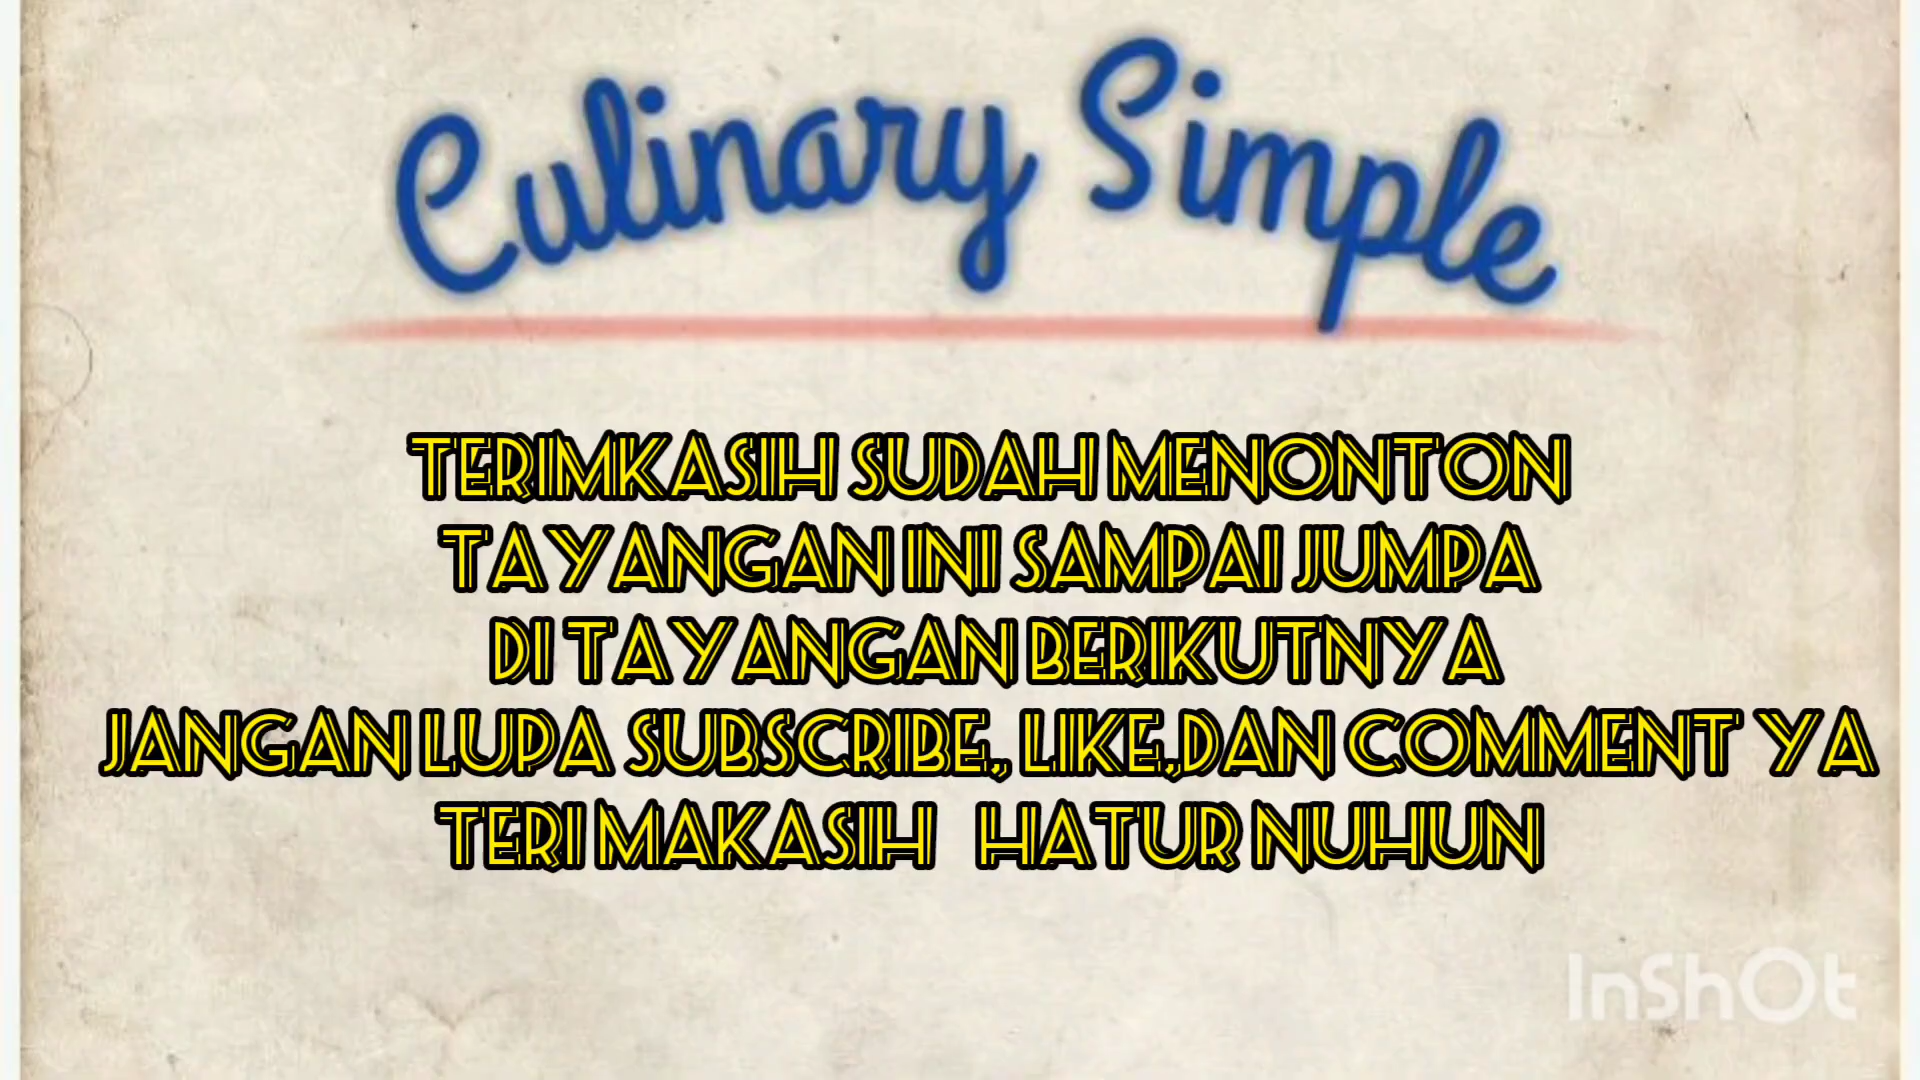 Culinary Simple
TERIMKASIH SUDAH MENONTON
TAYANGAN INI SAMPAI JUMPA
DI TAYANGAN BERIKUTNYA
JANGAN LUPA SUBSCRIBE, LIKE,DAN COMMENT YA
TERI MAKASIH HATUR NUHUN
InShOt